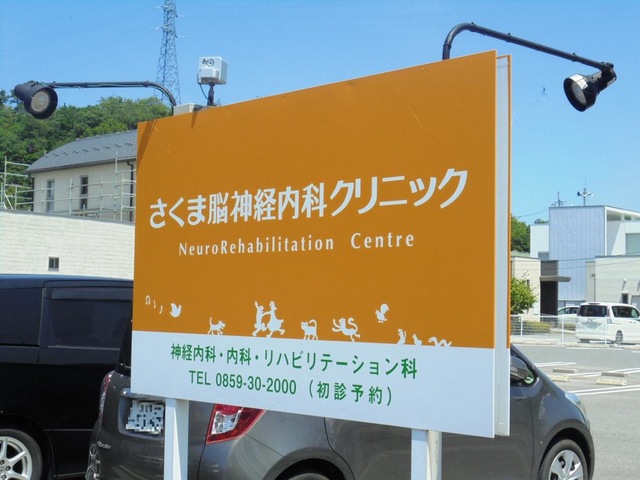 さくま脳神経内科クリニック
NeuroRehabilitation Centre
神経内科・内科・リハビリテーション科
TEL 0859-30-2000 (初診予約)